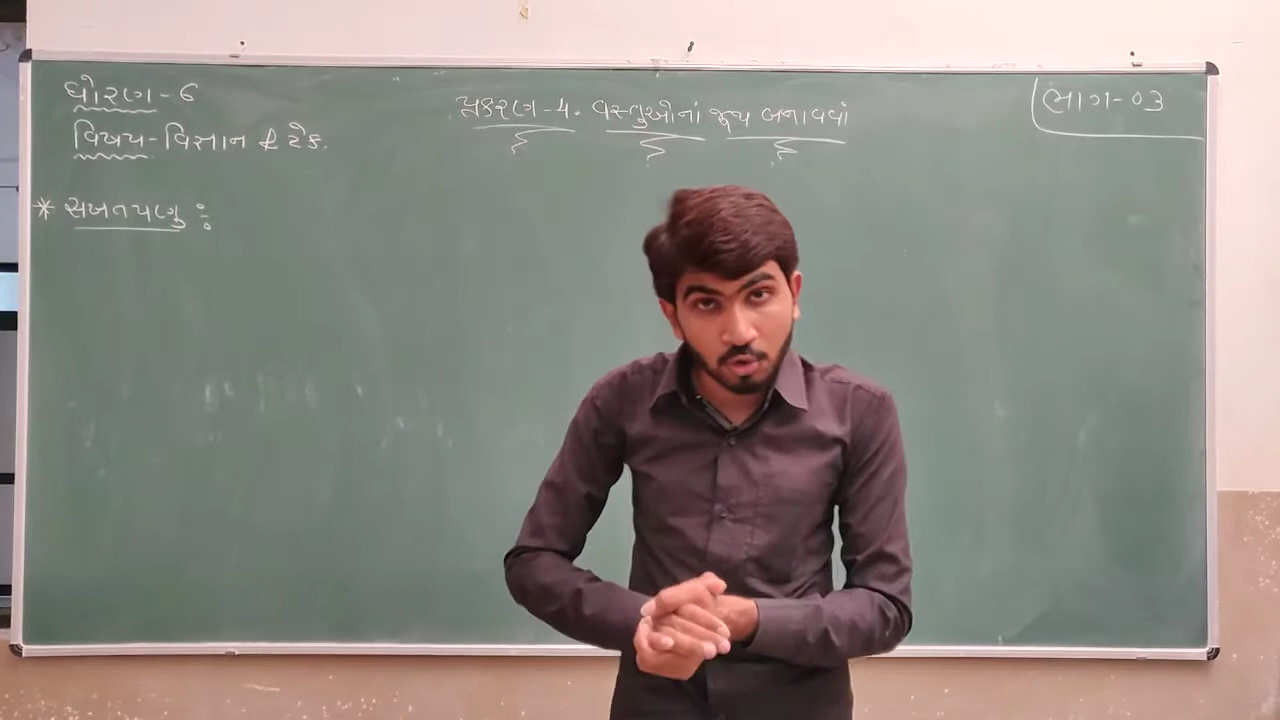 ધોરણ-6
વિષય-વિજ્ઞાન & ટેક.
પ્રકરણ-4. વસ્તુઓનાં જૂથ બનાવવાં
ભાગ-03
* સખતપણું :